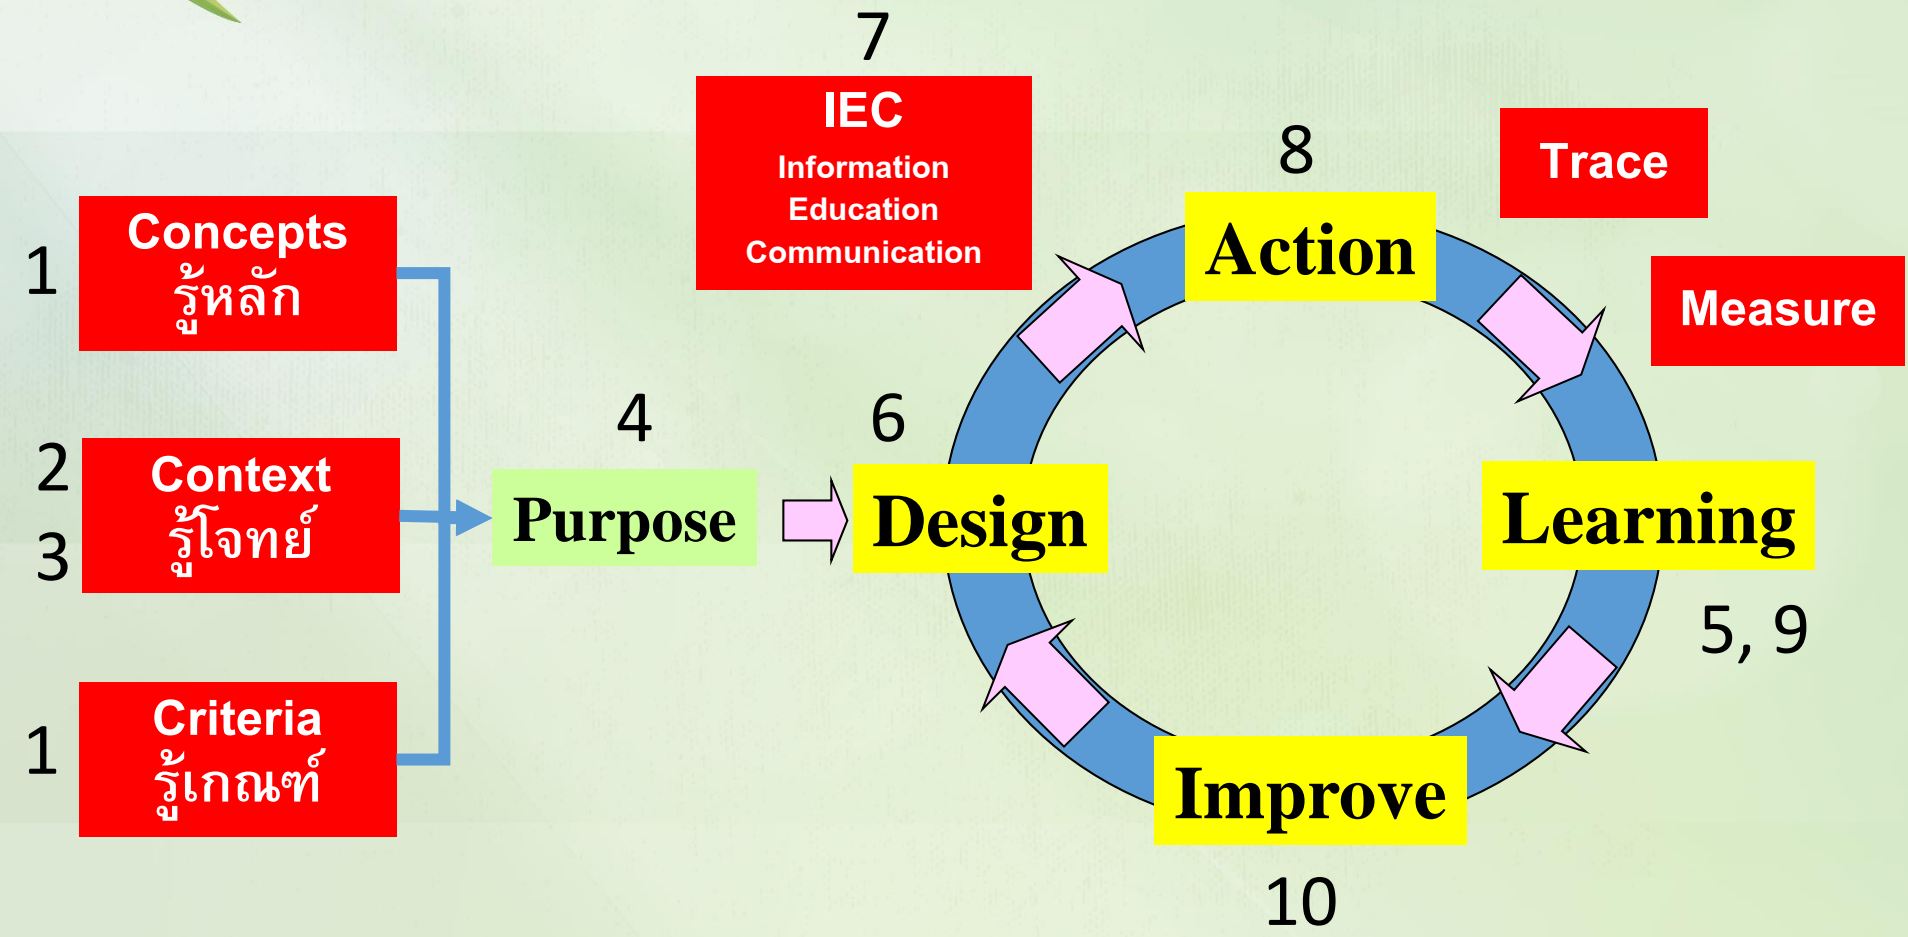 1
Concepts
รู้หลัก
2
3
Context
รู้โจทย์
1
Criteria
รู้เกณฑ์
4
Purpose
6
Design
7
IEC
Information
Education
Communication
8
Action
Trace
Measure
Learning
5, 9
Improve
10